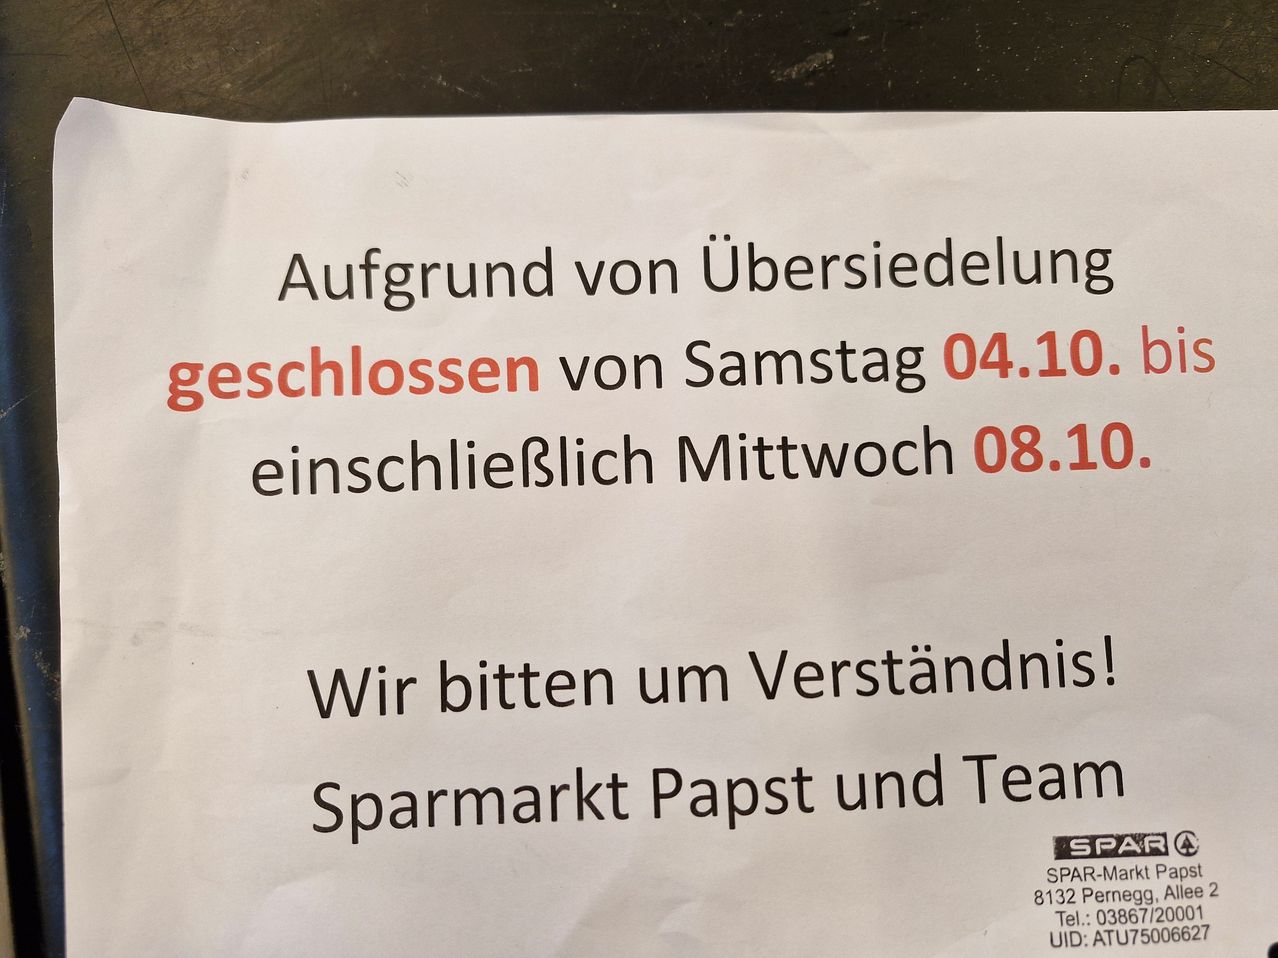 Aufgrund von Übersiedelung
geschlossen von Samstag 04.10. bis
einschließlich Mittwoch 08.10.
Wir bitten um Verständnis!
Sparmarkt Papst und Team
SPAR
SPAR-Markt Papst
8132 Pernegg, Allee 2
Tel.: 03867/20001
UID: ATU75006627